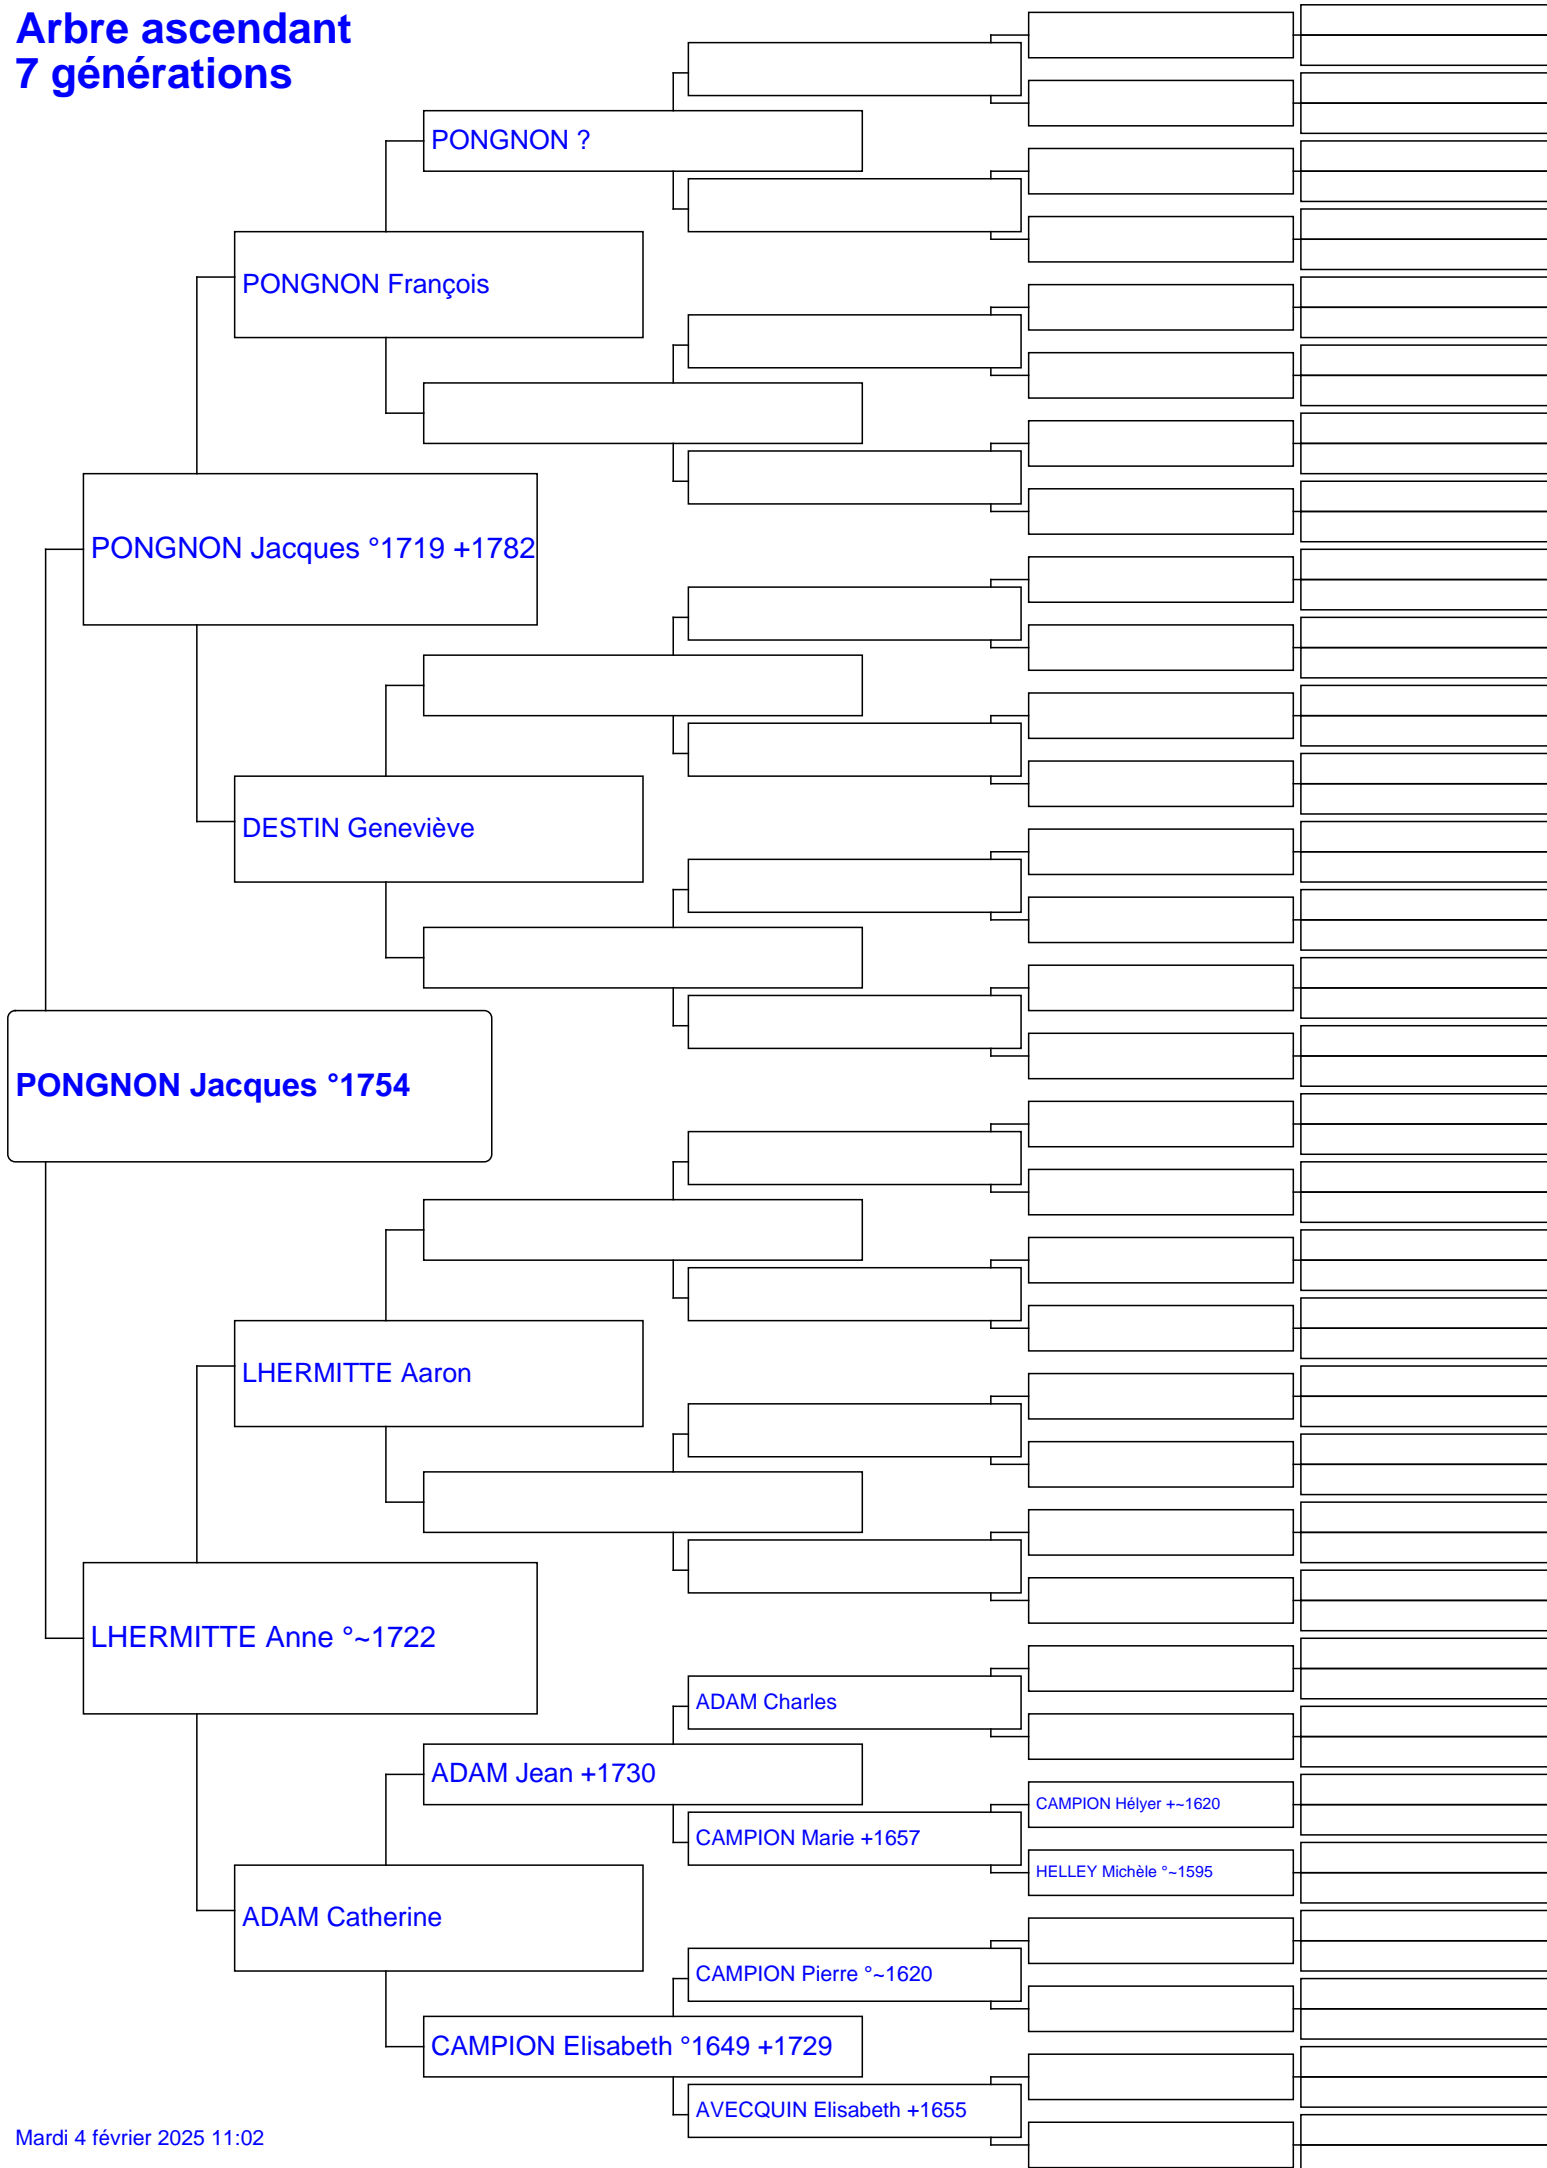 Arbre ascendant
7 générations
PONGNON ?
PONGNON François
PONGNON Jacques °1719 +1782
DESTIN Geneviève
PONGNON Jacques °1754
LHERMITTE Aaron
LHERMITTE Anne °~1722
ADAM Charles
ADAM Jean +1730
CAMPION Hélyer +~1620
CAMPION Marie +1657
HELLEY Michèle °~1595
ADAM Catherine
CAMPION Pierre °~1620
CAMPION Elisabeth °1649 +1729
AVECQUIN Elisabeth +1655
Mardi 4 février 2025 11:02